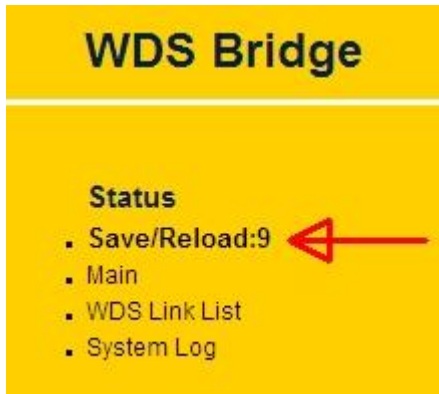 WDS Bridge
Status
Save/Reload:9
Main
WDS Link List
System Log